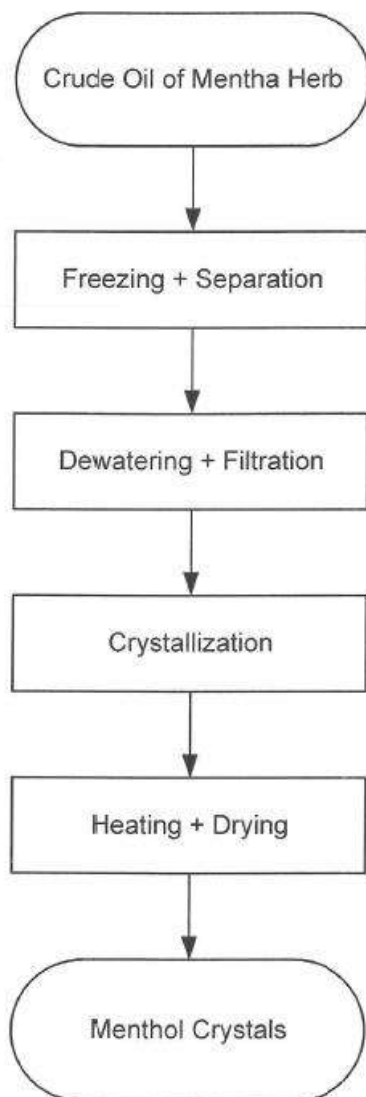 Crude Oil of Mentha Herb
Freezing + Separation
Dewatering + Filtration
Crystallization
Heating + Drying
Menthol Crystals